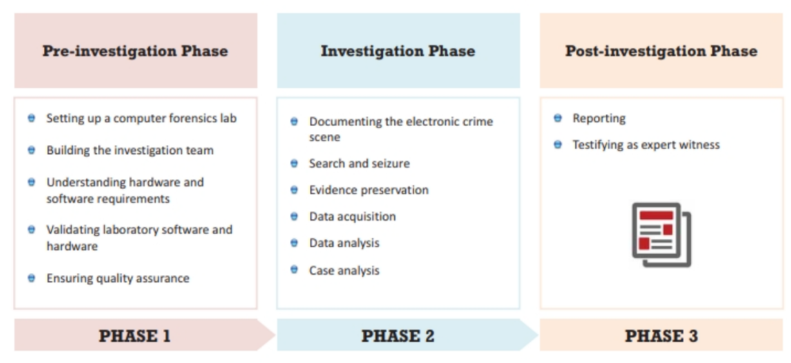 Pre-investigation Phase
Setting up a computer forensics lab
Building the investigation team
Understanding hardware and
software requirements
Validating laboratory software and
hardware
Ensuring quality assurance
PHASE 1
Investigation Phase
Documenting the electronic crime
scene
Search and seizure
Evidence preservation
Data acquisition
Data analysis
Case analysis
PHASE 2
Post-investigation Phase
Reporting
Testifying as expert witness
PHASE 3